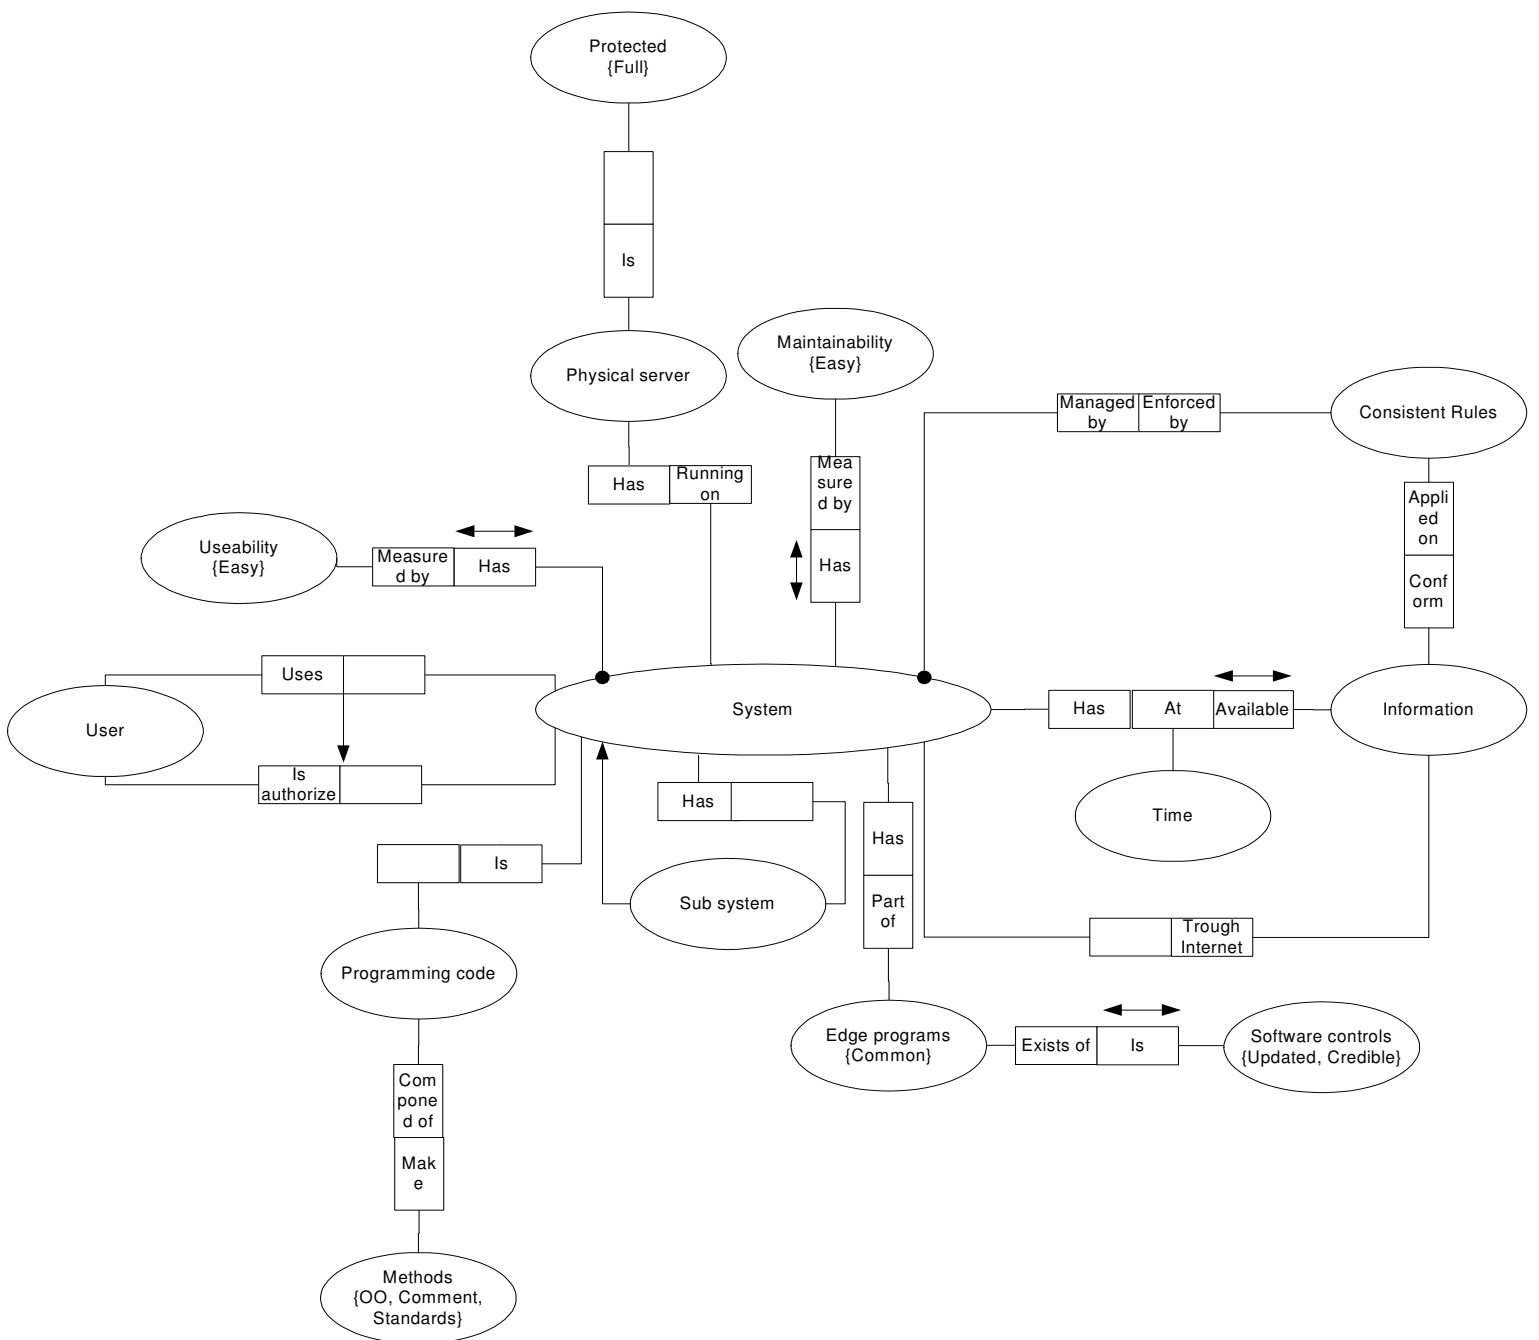 Protected
{Full}
Is
Physical server
Maintainability
{Easy}
Has
Running
on
Mea
sure
d by
Has
Managed
by
Enforced
by
Consistent Rules
Appli
ed on
Conf
orm
Useability
{Easy}
Measure
d by
Has
Uses
User
Is
authorize
System
Has
At
Available
Information
Time
Has
Is
Sub system
Has
Part
of
Trough
Internet
Programming code
Edge programs
{Common}
Exists of
Is
Software controls
{Updated, Credible}
Com
pone
d of
Mak
e
Methods
{OO, Comment,
Standards}